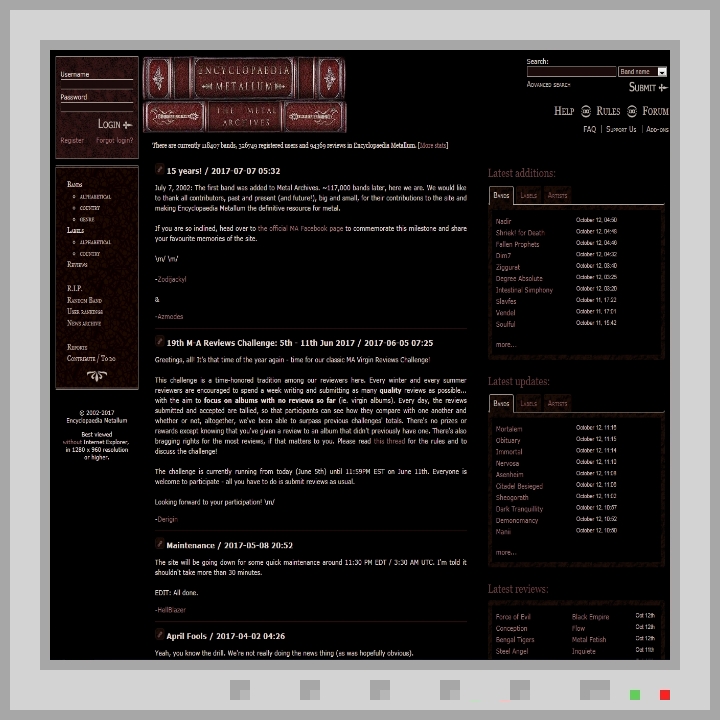 Username
Password
LOGIN
Register Forgot login?
ENCYCLOPAEDIA
METALLUM
THE METAL
ARCHIVES
Search:
Band name
ADVANCED SEARCH
SUBMIT
HELP RULES FORUM
FAQ | SUPPORT US | ADD-ONS
There are currently 118407 bands, 326749 registered users and 94369 reviews in Encyclopaedia Metallum. [More stats]
BANDS
ALPHABETICAL
COUNTRY
GENRE
LABELS
ALPHABETICAL
COUNTRY
REVIEWS
R.I.P.
RANDOM BAND
USER RANKINGS
NEWS ARCHIVE
REPORTS
CONTRIBUTE / TO DO
© 2002-2017
Encyclopaedia Metallum
Best viewed
without Internet Explorer,
in 1280 x 960 resolution
or higher.
15 years! / 2017-07-07 05:32
July 7, 2002: The first band was added to Metal Archives. ~117,000 bands later, here we are. We would like
to thank all contributors, past and present (and future!), big and small, for their contributions to the site and
making Encyclopaedia Metallum the definitive resource for metal.
If you are so inclined, head over to the official MA Facebook page to commemorate this milestone and share
your favourite memories of the site.
\m/ \m/
-Zodijackyl
&
-Azmodes
19th M-A Reviews Challenge: 5th - 11th Jun 2017 / 2017-06-05 07:25
Greetings, all! It's that time of the year again - time for our classic MA Virgin Reviews Challenge!
This challenge is a time-honored tradition among our reviewers here. Every winter and every summer
reviewers are encouraged to spend a week writing and submitting as many quality reviews as possible...
with the aim to focus on albums with no reviews so far (ie. virgin albums). Every day, the reviews
submitted and accepted are tallied, so that participants can see how they compare with one another and
whether or not, altogether, we've been able to surpass previous challenges' totals. There's no prizes or
rewards except knowing that you've given a review to an album that didn't previously have one. There's also
bragging rights for the most reviews, if that matters to you. Please read this thread for the rules and to
discuss the challenge!
The challenge is currently running from today (June 5th) until 11:59PM EST on June 11th. Everyone is
welcome to participate - all you have to do is submit reviews as usual.
Looking forward to your participation! \m/
-Derigin
Maintenance / 2017-05-08 20:52
The site will be going down for some quick maintenance around 11:30 PM EDT / 3:30 AM UTC. I'm told it
shouldn't take more than 30 minutes.
EDIT: All done.
-HellBlazer
April Fools / 2017-04-02 04:26
Yeah, you know the drill. We're not really doing the news thing (as was hopefully obvious).
Latest additions:
BANDS LABELS ARTISTS
Nadir October 12, 04:50
Shriek! for Death October 12, 04:48
Fallen Prophets October 12, 04:40
Dim7 October 12, 04:32
Ziggurat October 12, 03:40
Degree Absolute October 12, 03:25
Intestinal Simphony October 12, 03:20
Slavfes October 11, 17:22
Vendel October 11, 17:01
Soulful October 11, 15:42
more...
Latest updates:
BANDS LABELS ARTISTS
Mortalem October 12, 11:18
Obituary October 12, 11:15
Immortal October 12, 11:14
Nervosa October 12, 11:10
Asenheim October 12, 11:08
Citadel Besieged October 12, 11:06
Sheogorath October 12, 11:02
Dark Tranquillity October 12, 10:57
Demonomancy October 12, 10:52
Mane October 12, 10:50
more...
Latest reviews:
Force of Evil Black Empire Oct 12th
Conception Flow Oct 12th
Bengal Tigers Metal Fetish Oct 12th
Steel Angel Inquiete Oct 11th